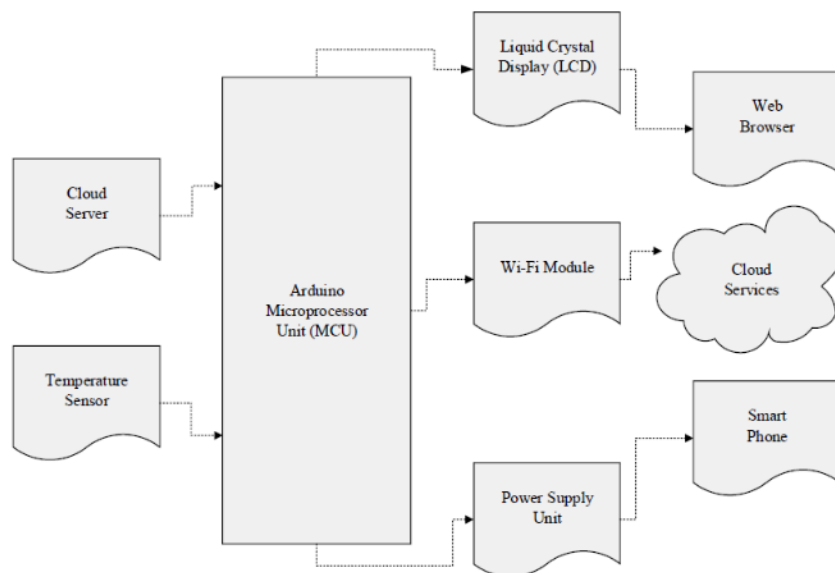 Liquid Crystal
Display (LCD)
Web
Browser
Cloud
Server
Arduino
Microprocessor
Unit (MCU)
Wi-Fi Module
Cloud
Services
Temperature
Sensor
Smart
Phone
Power Supply
Unit